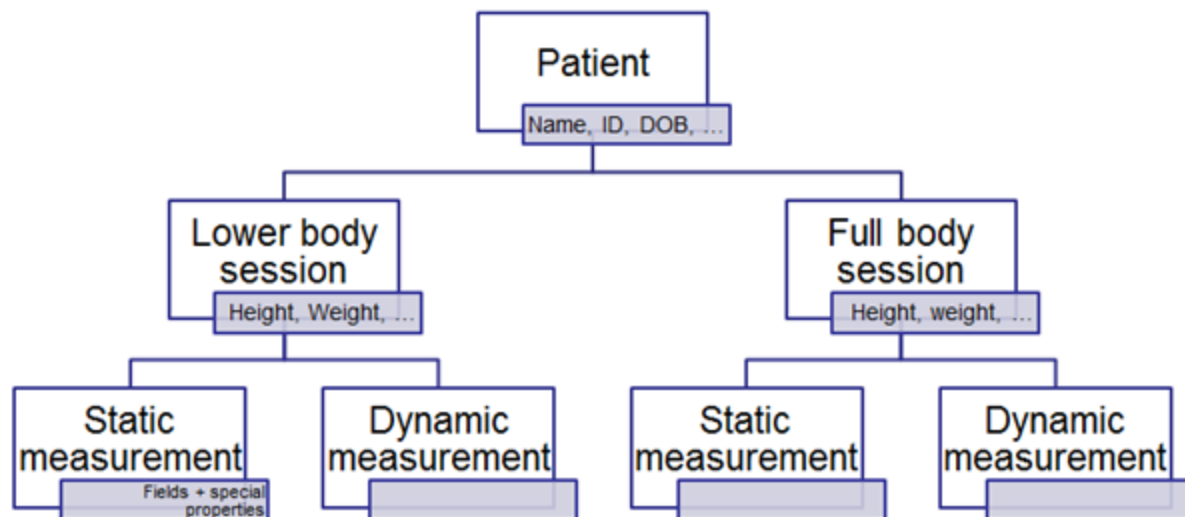 Patient
Name, ID, DOB, ...
Lower body
session
Height, Weight, ...
Full body
session
Height, weight, ...
Static
measurement
Fields + special
properties
Dynamic
measurement
Static
measurement
Dynamic
measurement